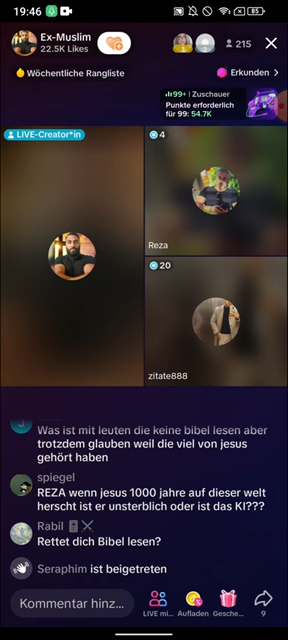 19:46
85
Ex-Muslim
22.5K Likes
215
Wöchentliche Rangliste
Erkunden
99+ | Zuschauer
Punkte erforderlich
für 99: 54.7K
LIVE-Creator*in
4
Reza
20
zitate888
Was ist mit leuten die keine bibel lesen aber
trotzdem glauben weil die viel von jesus
gehört haben
spiegel
REZA wenn jesus 1000 jahre auf dieser welt
herscht ist er unsterblich oder ist das KI???
Rabil
Rettet dich Bibel lesen?
Seraphim ist beigetreten
Kommentar hinz...
LIVE mi...
Aufladen
Gesche...
9